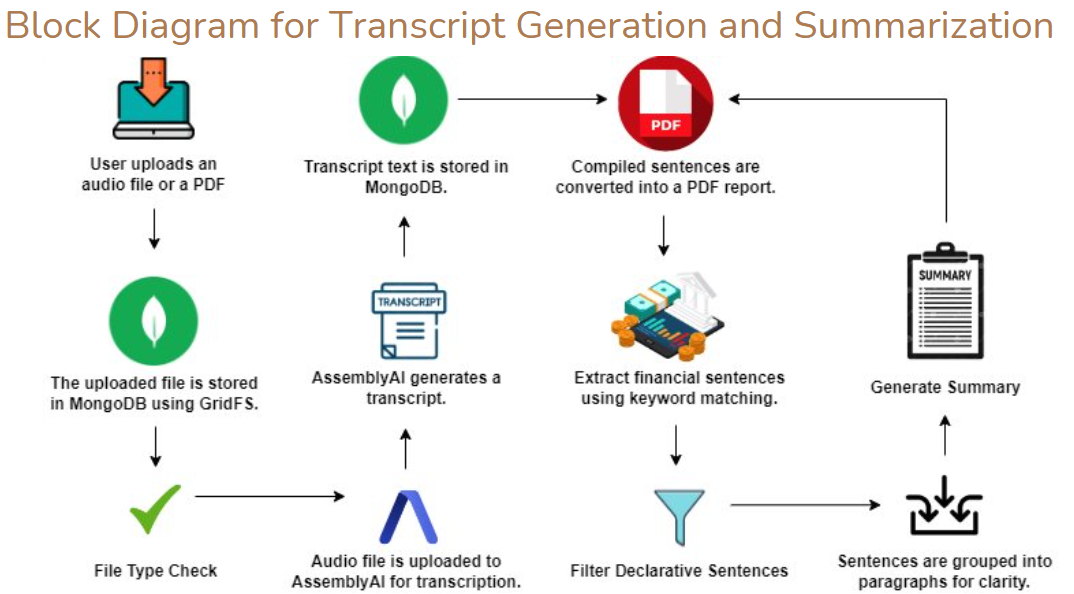 Block Diagram for Transcript Generation and Summarization
User uploads an
audio file or a PDF
The uploaded file is stored
in MongoDB using GridFS.
File Type Check
Transcript text is stored in
MongoDB.
TRANSCRIPT
AssemblyAI generates a
transcript.
Audio file is uploaded to
AssemblyAI for transcription.
PDF
Compiled sentences are
converted into a PDF report.
Extract financial sentences
using keyword matching.
Filter Declarative Sentences
SUMMARY
Generate Summary
Sentences are grouped into
paragraphs for clarity.